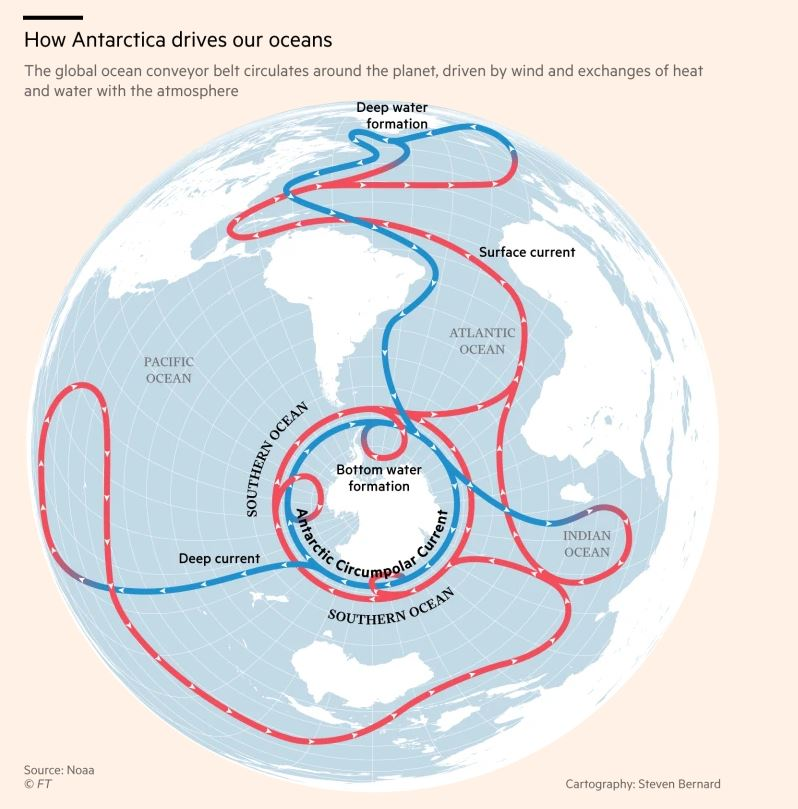 How Antarctica drives our oceans
The global ocean conveyor belt circulates around the planet, driven by wind and exchanges of heat
and water with the atmosphere
Deep water
formation
Surface current
ATLANTIC
OCEAN
PACIFIC
OCEAN
SOUTHERN OCEAN
Bottom water
formation
Antarctic Circumpolar Current
INDIAN
OCEAN
Deep current
SOUTHERN OCEAN
Source: Noaa
© FT
Cartography: Steven Bernard